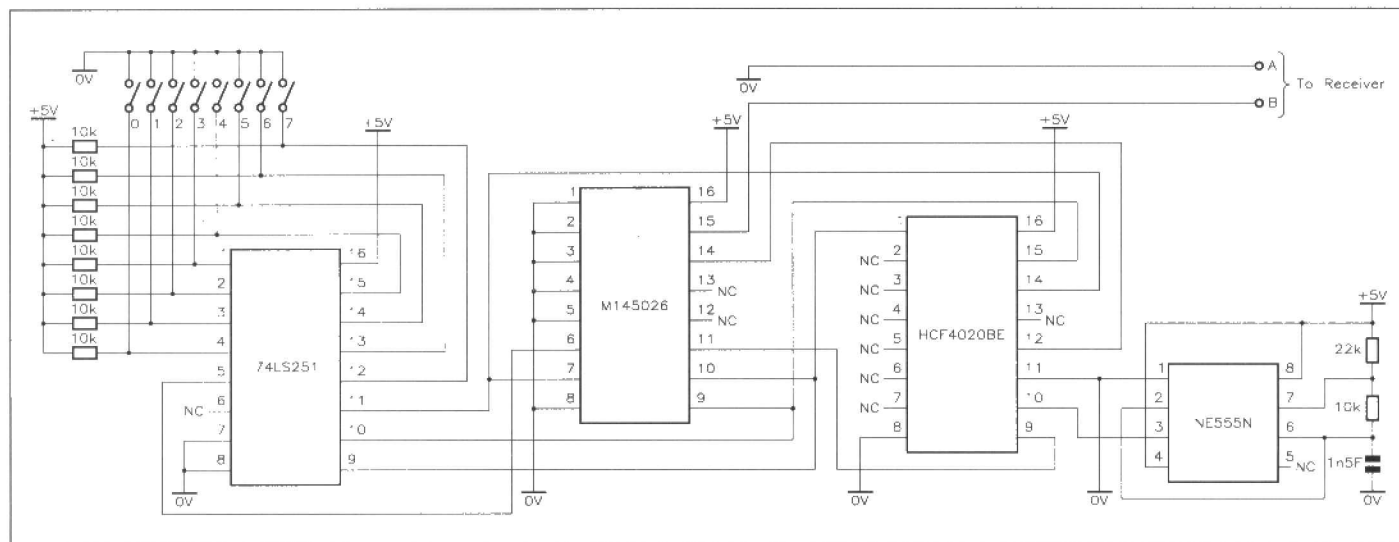 0V
+5V
0 1 2 3 4 5 6 7
10k
10k
10k
10k
10k
10k
10k
10k
+5V
74LS251
1
2
3
4
5
NC 6
7
8
16
15
14
13
12
11
10
9
0V
+5V
M145026
1
2
3
4
5
6
7
8
16
15
14
13 NC
12 NC
11
10
9
0V
0V
A
B
To Receiver
+5V
HCF4020BE
1
NC 2
NC 3
NC 4
NC 5
NC 6
NC 7
8
16
15
14
13 NC
12
11
10
9
0V
0V
NE555N
1
2
3
4
8
7
6
5 NC
+5V
22k
10k
1n5F
0V